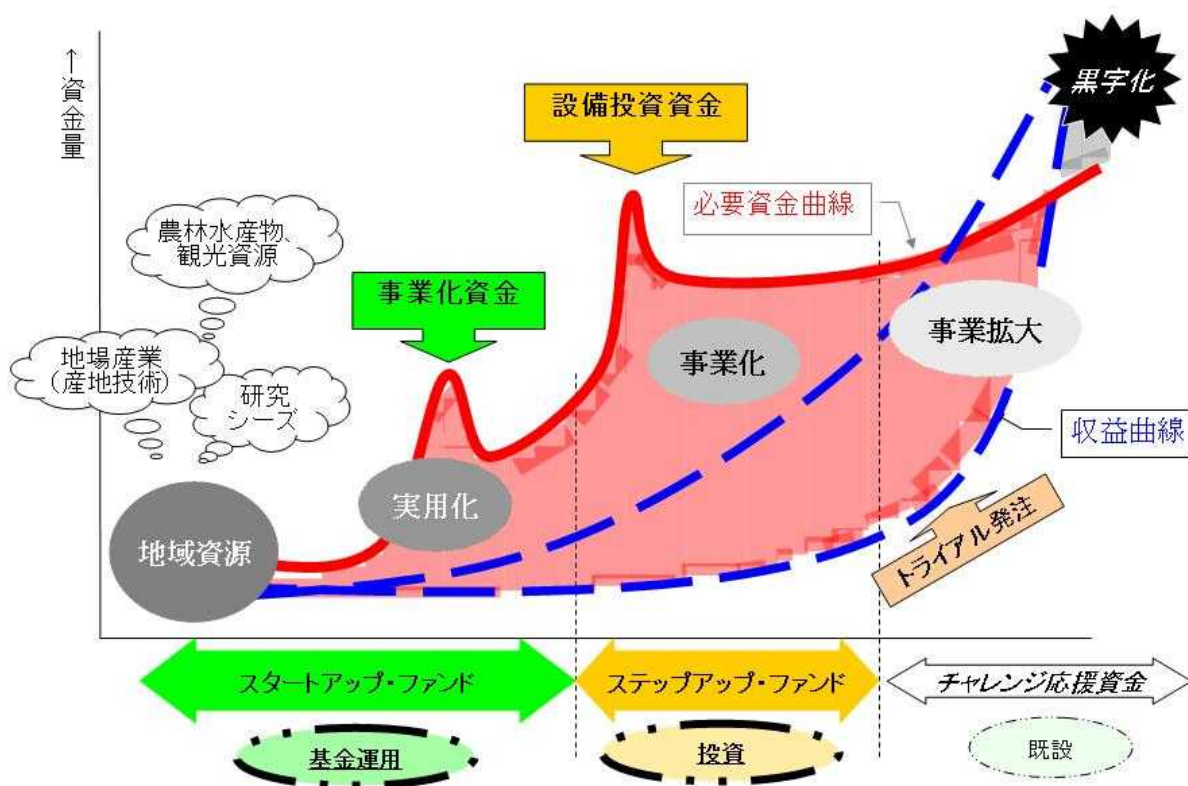 ↑資金量
黒字化
設備投資資金
必要資金曲線
農林水産物、
観光資源
事業化資金
地場産業
(産地技術)
研究
シーズ
事業化
事業拡大
収益曲線
実用化
地域資源
トライアル発注
スタートアップ・ファンド
ステップアップ・ファンド
チャレンジ応援資金
基金運用
投資
既設